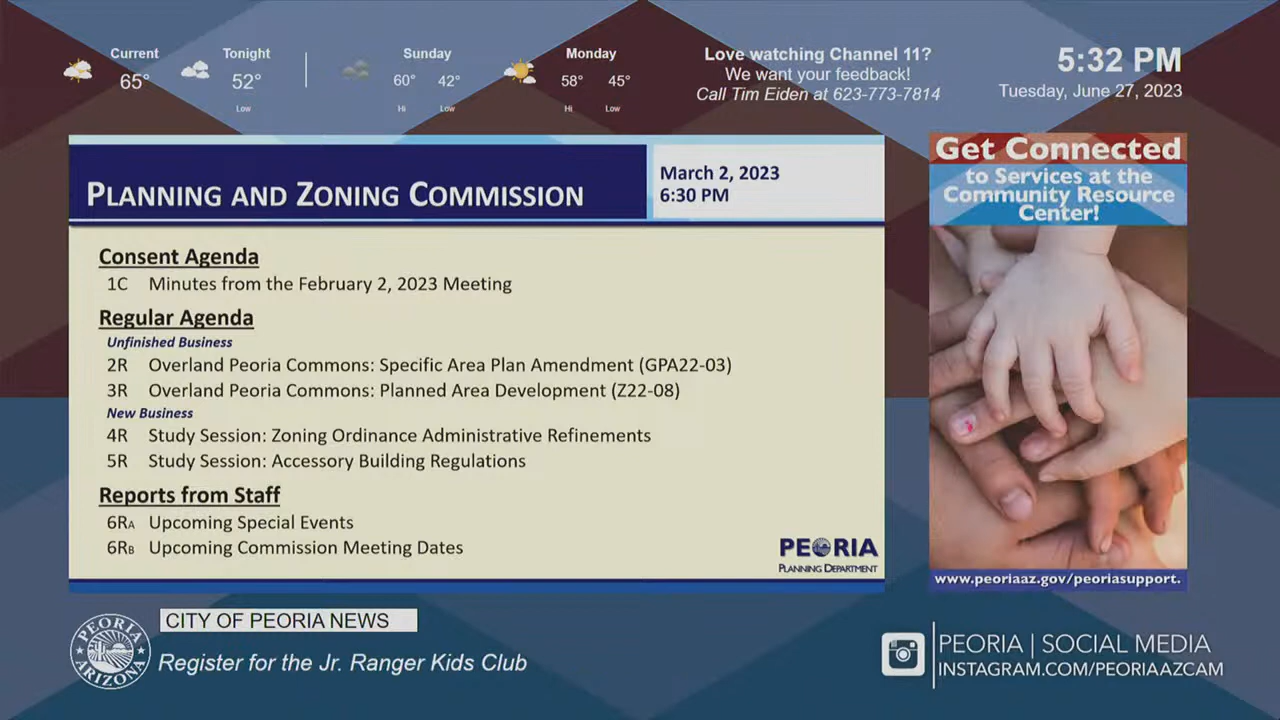 Current
65°
Tonight
52°
Low
Sunday
60° 42°
Hi Low
Monday
58° 45°
Hi Low
Love watching Channel 11?
We want your feedback!
Call Tim Eiden at 623-773-7814
5:32 PM
Tuesday, June 27, 2023
PLANNING AND ZONING COMMISSION
March 2, 2023
6:30 PM
Consent Agenda
1C Minutes from the February 2, 2023 Meeting
Regular Agenda
Unfinished Business
2R Overland Peoria Commons: Specific Area Plan Amendment (GPA22-03)
3R Overland Peoria Commons: Planned Area Development (Z22-08)
New Business
4R Study Session: Zoning Ordinance Administrative Refinements
5R Study Session: Accessory Building Regulations
Reports from Staff
6RA Upcoming Special Events
6RB Upcoming Commission Meeting Dates
PEORIA
PLANNING DEPARTMENT
Get Connected
to Services at the
Community Resource
Center!
www.peoriaaz.gov/peoriasupport.
PEORIA
ARIZONA
CITY OF PEORIA NEWS
Register for the Jr. Ranger Kids Club
PEORIA | SOCIAL MEDIA
INSTAGRAM.COM/PEORIAAZCAM